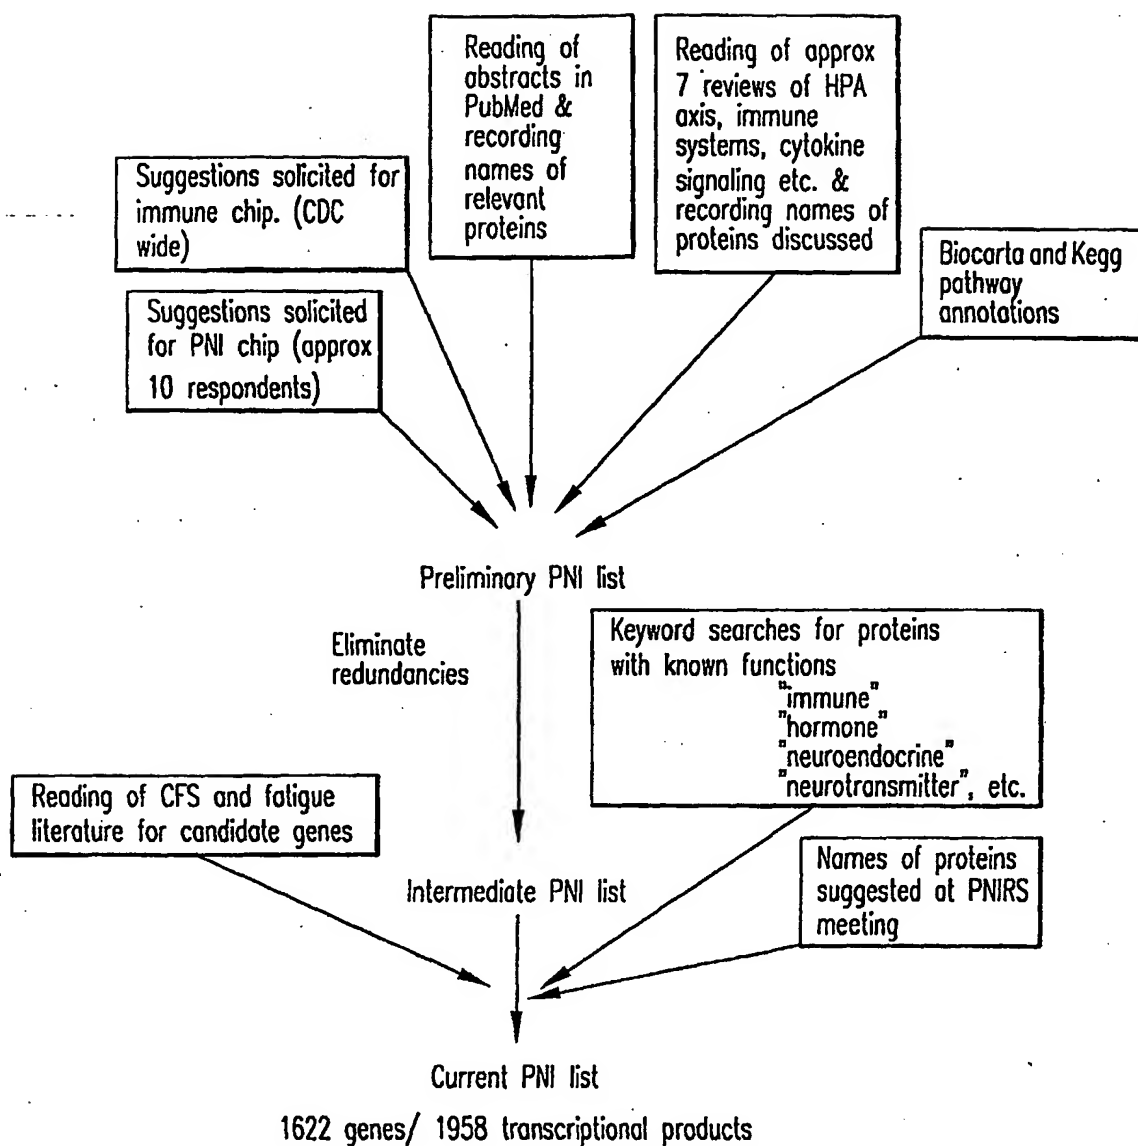 Reading of
abstracts in
PubMed &
recording
names of
relevant
proteins
Reading of approx
7 reviews of HPA
axis, immune
systems, cytokine
signaling etc. &
recording names of
proteins discussed
Suggestions solicited for
immune chip. (CDC
wide)
Biocarta and Kegg
pathway
annotations
Suggestions solicited
for PNI chip (approx
10 respondents)
Preliminary PNI list
Eliminate
redundancies
Keyword searches for proteins
with known functions
"immune"
"hormone"
"neuroendocrine"
"neurotransmitter", etc.
Reading of CFS and fatigue
literature for candidate genes
Intermediate PNI list
Names of proteins
suggested at PNIRS
meeting
Current PNI list
1622 genes/ 1958 transcriptional products